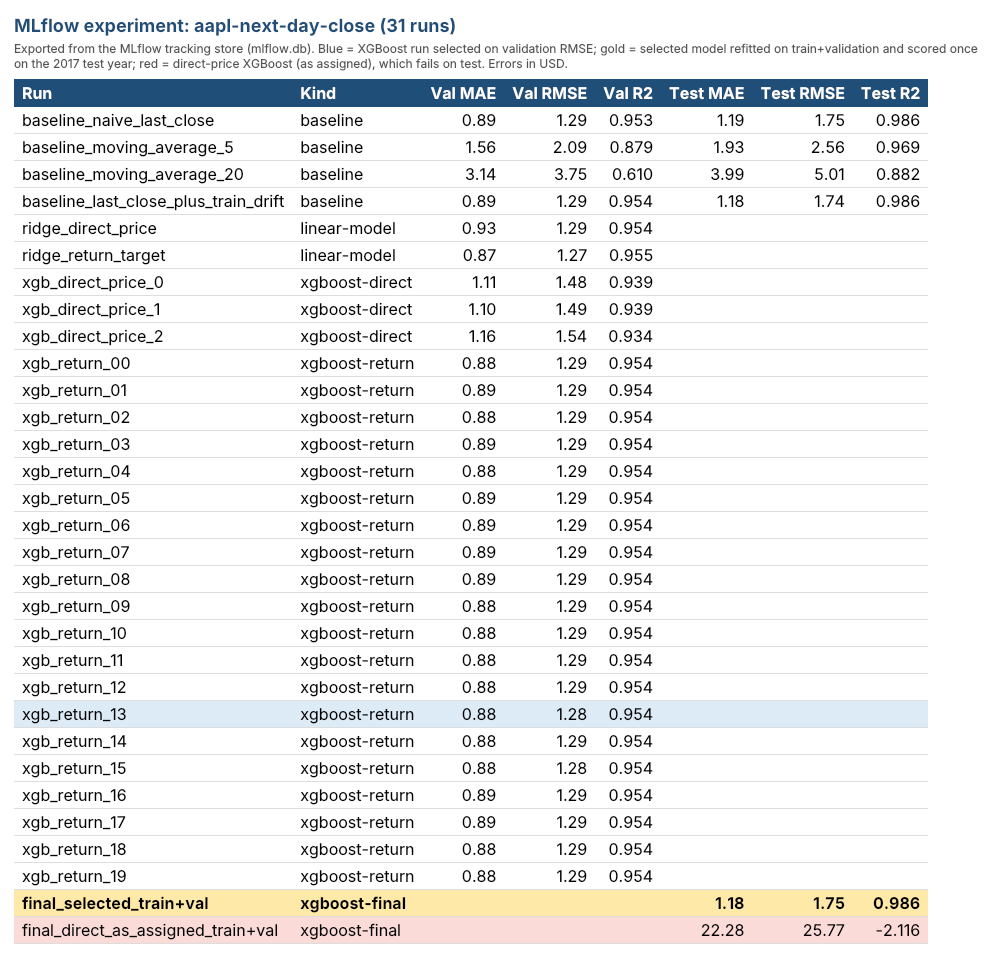 MLflow experiment: aapl-next-day-close (31 runs)
Exported from the MLflow tracking store (mlflow.db). Blue = XGBoost run selected on validation RMSE; gold = selected model refitted on train+validation and scored once
on the 2017 test year; red = direct-price XGBoost (as assigned), which fails on test. Errors in USD.
Run Kind Val MAE Val RMSE Val R2 Test MAE Test RMSE Test R2
baseline_naive_last_close baseline 0.89 1.29 0.953 1.19 1.75 0.986
baseline_moving_average_5 baseline 1.56 2.09 0.879 1.93 2.56 0.969
baseline_moving_average_20 baseline 3.14 3.75 0.610 3.99 5.01 0.882
baseline_last_close_plus_train_drift baseline 0.89 1.29 0.954 1.18 1.74 0.986
ridge_direct_price linear-model 0.93 1.29 0.954
ridge_return_target linear-model 0.87 1.27 0.955
xgb_direct_price_0 xgboost-direct 1.11 1.48 0.939
xgb_direct_price_1 xgboost-direct 1.10 1.49 0.939
xgb_direct_price_2 xgboost-direct 1.16 1.54 0.934
xgb_return_00 xgboost-return 0.88 1.29 0.954
xgb_return_01 xgboost-return 0.89 1.29 0.954
xgb_return_02 xgboost-return 0.88 1.29 0.954
xgb_return_03 xgboost-return 0.89 1.29 0.954
xgb_return_04 xgboost-return 0.88 1.29 0.954
xgb_return_05 xgboost-return 0.89 1.29 0.954
xgb_return_06 xgboost-return 0.89 1.29 0.954
xgb_return_07 xgboost-return 0.89 1.29 0.954
xgb_return_08 xgboost-return 0.89 1.29 0.954
xgb_return_09 xgboost-return 0.88 1.29 0.954
xgb_return_10 xgboost-return 0.88 1.29 0.954
xgb_return_11 xgboost-return 0.88 1.29 0.954
xgb_return_12 xgboost-return 0.88 1.29 0.954
xgb_return_13 xgboost-return 0.88 1.28 0.954
xgb_return_14 xgboost-return 0.88 1.29 0.954
xgb_return_15 xgboost-return 0.88 1.28 0.954
xgb_return_16 xgboost-return 0.89 1.29 0.954
xgb_return_17 xgboost-return 0.89 1.29 0.954
xgb_return_18 xgboost-return 0.88 1.29 0.954
xgb_return_19 xgboost-return 0.88 1.29 0.954
final_selected_train+val xgboost-final 1.18 1.75 0.986
final_direct_as_assigned_train+val xgboost-final 22.28 25.77 -2.116